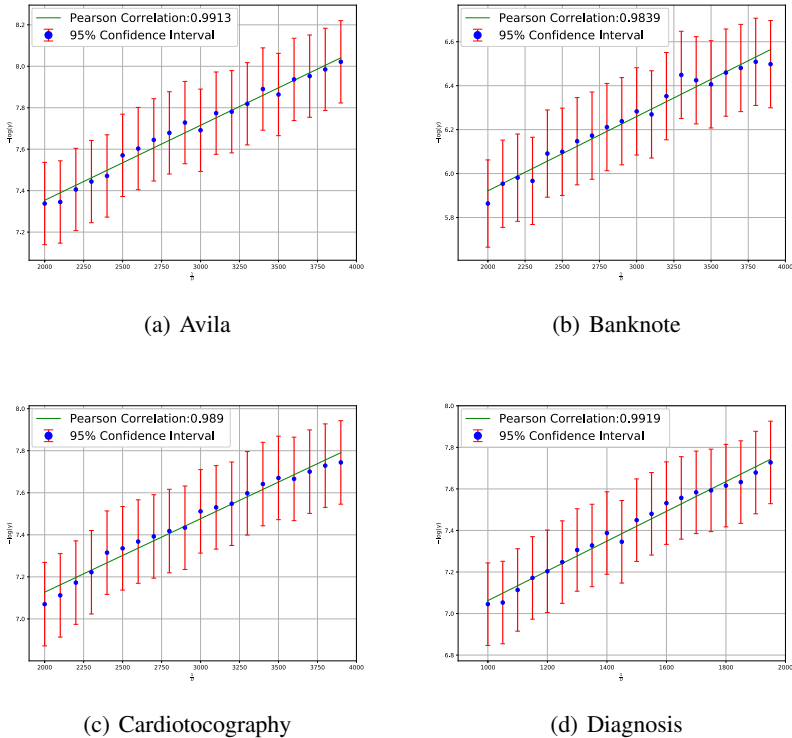 Pearson Correlation:0.9913
95% Confidence Interval
8.2
8.0
7.8
7.6
7.4
7.2
−log(γ)
2000 2250 2500 2750 3000 3250 3500 3750 4000
(a) Avila
Pearson Correlation:0.9839
95% Confidence Interval
6.6
6.4
6.2
6.0
5.8
−log(γ)
2000 2250 2500 2750 3000 3250 3500 3750 4000
(b) Banknote
Pearson Correlation:0.989
95% Confidence Interval
8.0
7.8
7.6
7.4
7.2
7.0
−log(γ)
2000 2250 2500 2750 3000 3250 3500 3750 4000
(c) Cardiotocography
Pearson Correlation:0.9919
95% Confidence Interval
8.0
7.8
7.6
7.4
7.2
7.0
6.8
−log(γ)
1000 1200 1400 1600 1800 2000
(d) Diagnosis